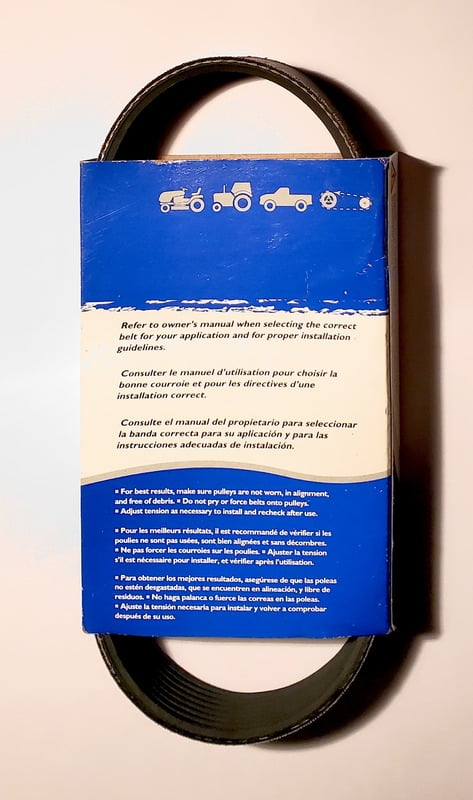 Refer to owner's manual when selecting the correct
belt for your application and for proper installation
guidelines.
Consulter le manuel d'utilisation pour choisir la
bonne courroie et pour les directives d'une
installation correct.
Consulte el manual del propietario para seleccionar
la banda correcta para su aplicación y para las
instrucciones adecuadas de instalación.
▪ For best results, make sure pulleys are not worn, in alignment,
and free of debris. ▪ Do not pry or force belts onto pulleys.
▪ Adjust tension as necessary to install and recheck after use.
▪ Pour les meilleurs résultats, il est recommandé de vérifier si les
poulies ne sont pas usées, sont bien alignées et sans décombres.
▪ Ne pas forcer les courroies sur les poulies. ▪ Ajuster la tension
s'il est nécessaire pour installer, et vérifier après l'utilisation.
▪ Para obtener los mejores resultados, asegúrese de que las poleas
no estén desgastadas, que se encuentren en alineación, y libre de
residuos. ▪ No haga palanca o fuerce las correas en las poleas.
▪ Ajuste la tensión necesaria para instalar y volver a comprobar
después de su uso.